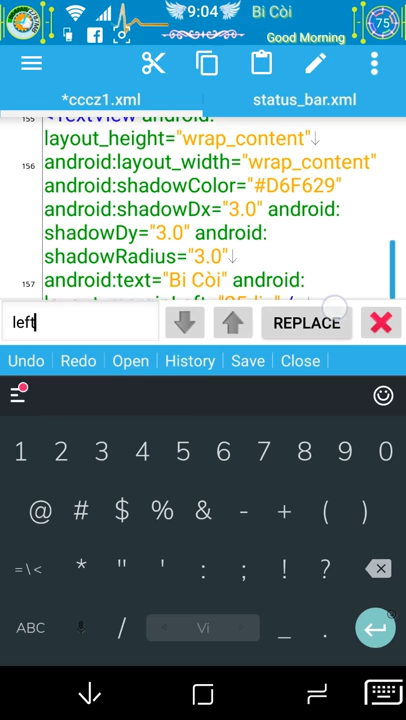 9:04 Bi Còi
75
Good Morning
*cccz1.xml status_bar.xml
155 <TextView android:
layout_height="wrap_content"↓
156 android:layout_width="wrap_content"
android:shadowColor="#D6F629"
android:shadowDx="3.0" android:
shadowDy="3.0" android:
shadowRadius="3.0"↓
157 android:text="Bi Còi" android:
left REPLACE
Undo Redo Open History Save Close
1 2 3 4 5 6 7 8 9 0
@ # $ % & - + ( )
=\< * " ' : ; ! ?
ABC / Vi _ .